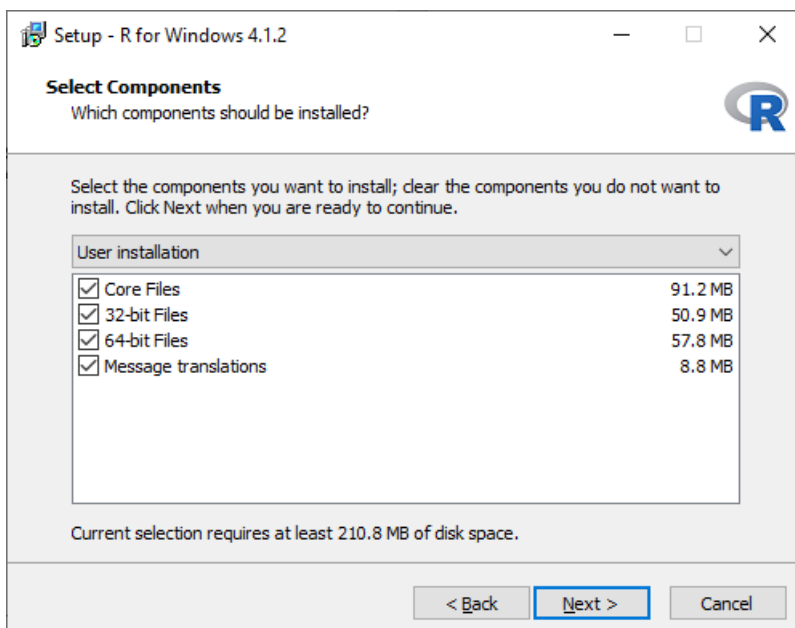 Setup - R for Windows 4.1.2
Select Components
Which components should be installed?
R
Select the components you want to install; clear the components you do not want to
install. Click Next when you are ready to continue.
User installation
Core Files 91.2 MB
32-bit Files 50.9 MB
64-bit Files 57.8 MB
Message translations 8.8 MB
Current selection requires at least 210.8 MB of disk space.
< Back Next > Cancel